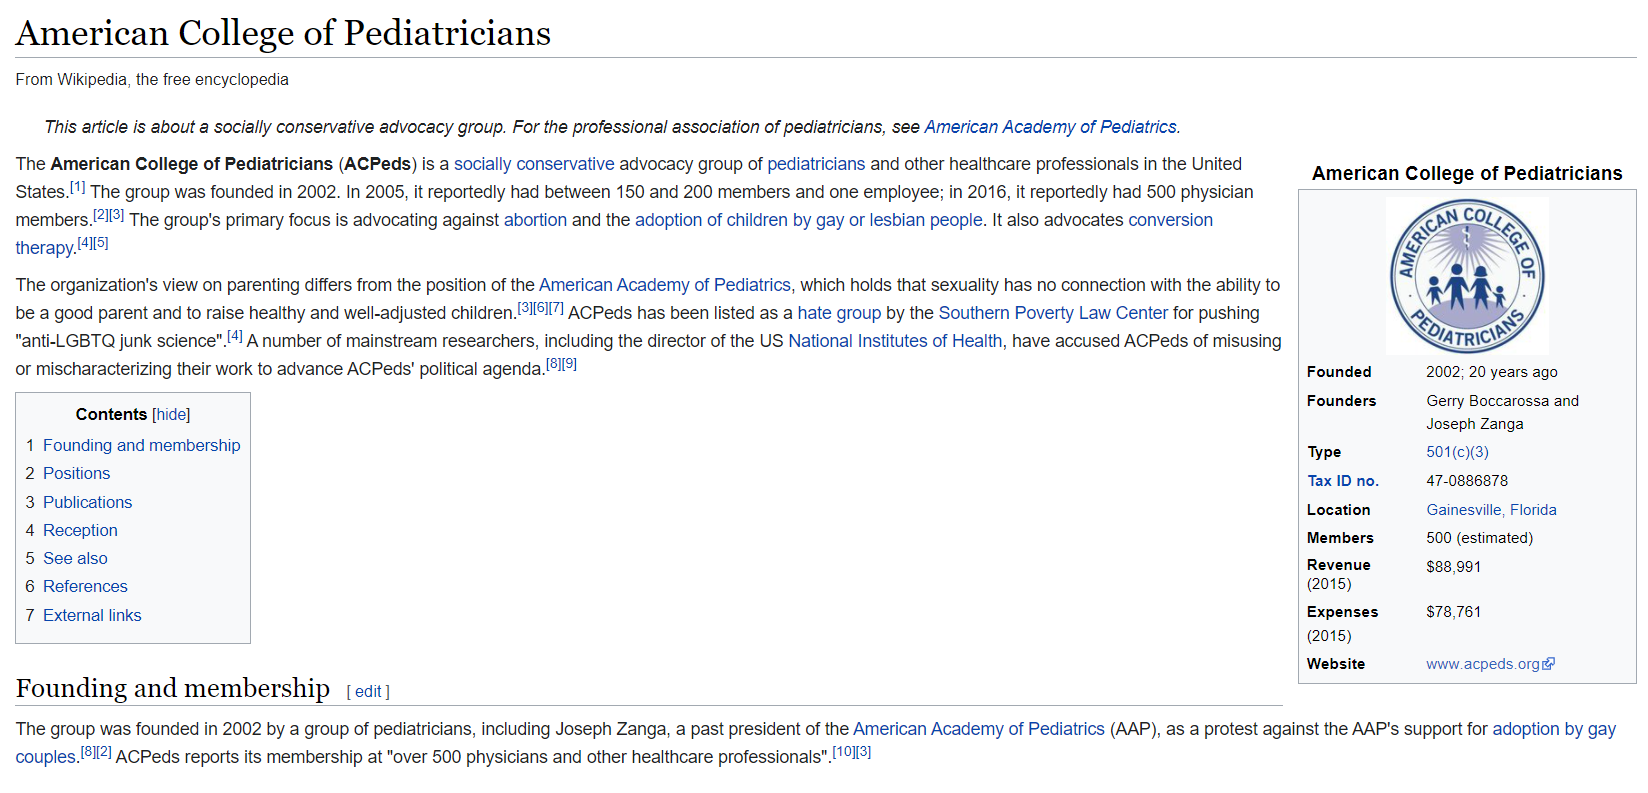 American College of Pediatricians
From Wikipedia, the free encyclopedia
This article is about a socially conservative advocacy group. For the professional association of pediatricians, see American Academy of Pediatrics.
The American College of Pediatricians (ACPeds) is a socially conservative advocacy group of pediatricians and other healthcare professionals in the United
States.[1] The group was founded in 2002. In 2005, it reportedly had between 150 and 200 members and one employee; in 2016, it reportedly had 500 physician
members.[2][3] The group's primary focus is advocating against abortion and the adoption of children by gay or lesbian people. It also advocates conversion
therapy.[4][5]
The organization's view on parenting differs from the position of the American Academy of Pediatrics, which holds that sexuality has no connection with the ability to
be a good parent and to raise healthy and well-adjusted children.[3][6][7] ACPeds has been listed as a hate group by the Southern Poverty Law Center for pushing
"anti-LGBTQ junk science".[4] A number of mainstream researchers, including the director of the US National Institutes of Health, have accused ACPeds of misusing
or mischaracterizing their work to advance ACPeds' political agenda.[8][9]
Contents [hide]
1 Founding and membership
2 Positions
3 Publications
4 Reception
5 See also
6 References
7 External links
American College of Pediatricians
AMERICAN COLLEGE OF
PEDIATRICIANS
Founded 2002; 20 years ago
Founders Gerry Boccarossa and
Joseph Zanga
Type 501(c)(3)
Tax ID no. 47-0886878
Location Gainesville, Florida
Members 500 (estimated)
Revenue $88,991
(2015)
Expenses $78,761
(2015)
Website www.acpeds.org
Founding and membership [ edit ]
The group was founded in 2002 by a group of pediatricians, including Joseph Zanga, a past president of the American Academy of Pediatrics (AAP), as a protest against the AAP's support for adoption by gay
couples.[8][2] ACPeds reports its membership at "over 500 physicians and other healthcare professionals".[10][3]